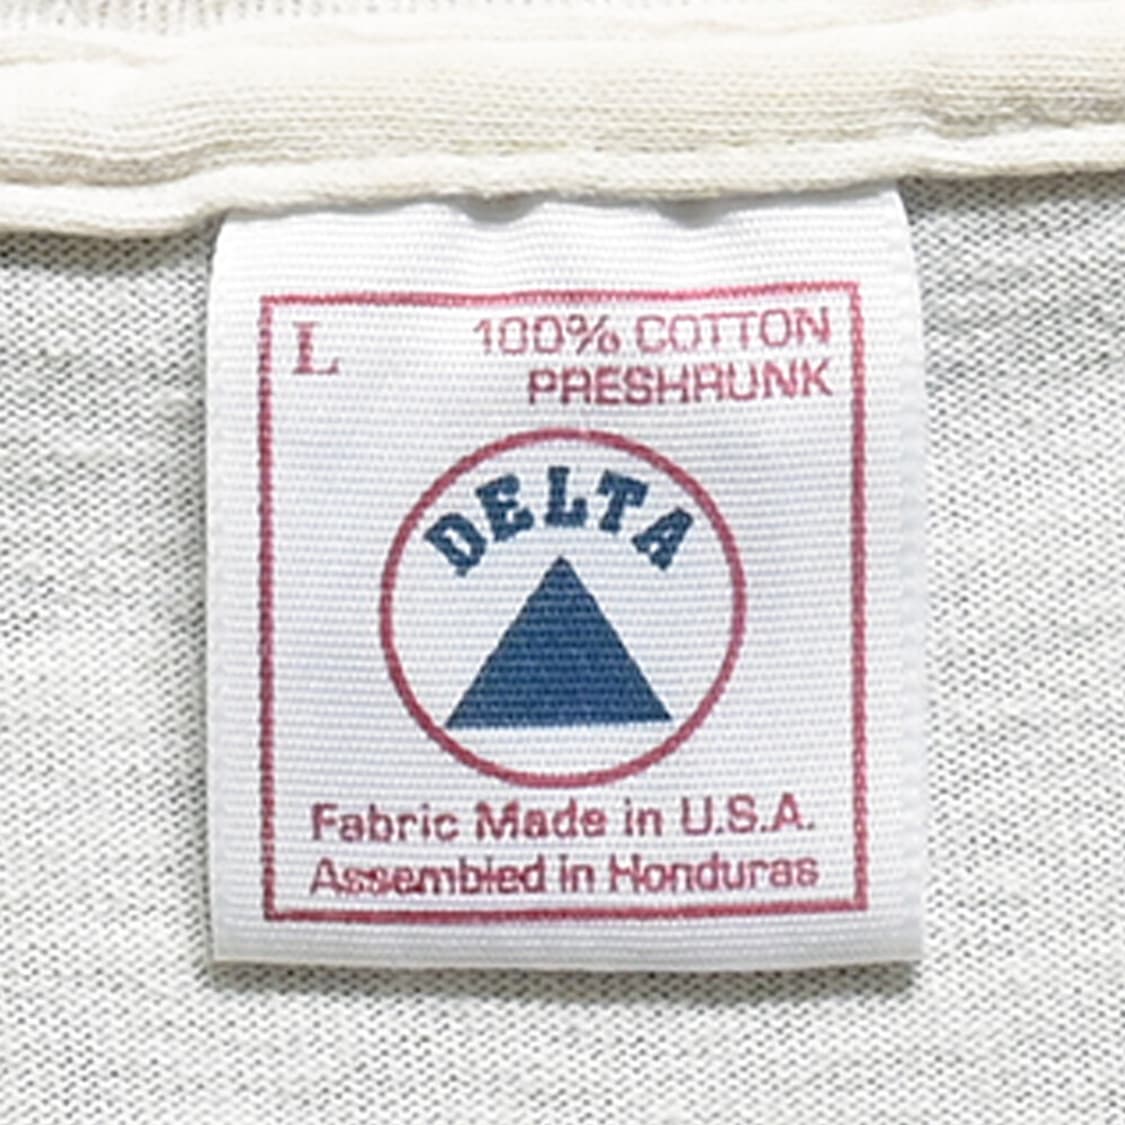 L
100% COTTON
PRESHRUNK
DELTA
Fabric Made in U.S.A.
Assembled in Honduras